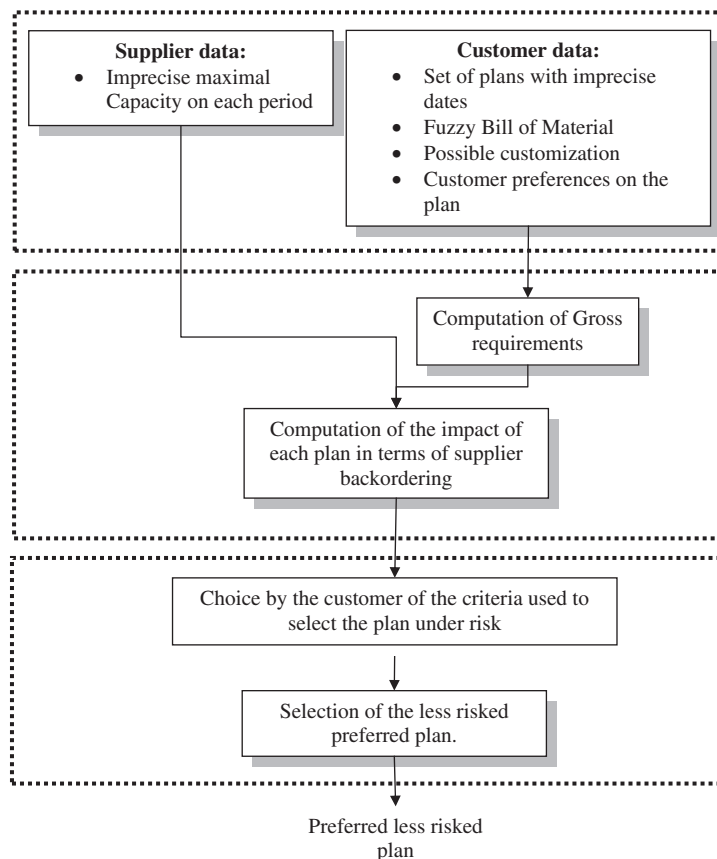 Supplier data:
• Imprecise maximal
Capacity on each period
Customer data:
• Set of plans with imprecise
dates
• Fuzzy Bill of Material
• Possible customization
• Customer preferences on the
plan
Computation of Gross
requirements
Computation of the impact of
each plan in terms of supplier
backordering
Choice by the customer of the criteria used to
select the plan under risk
Selection of the less risked
preferred plan.
Preferred less risked
plan